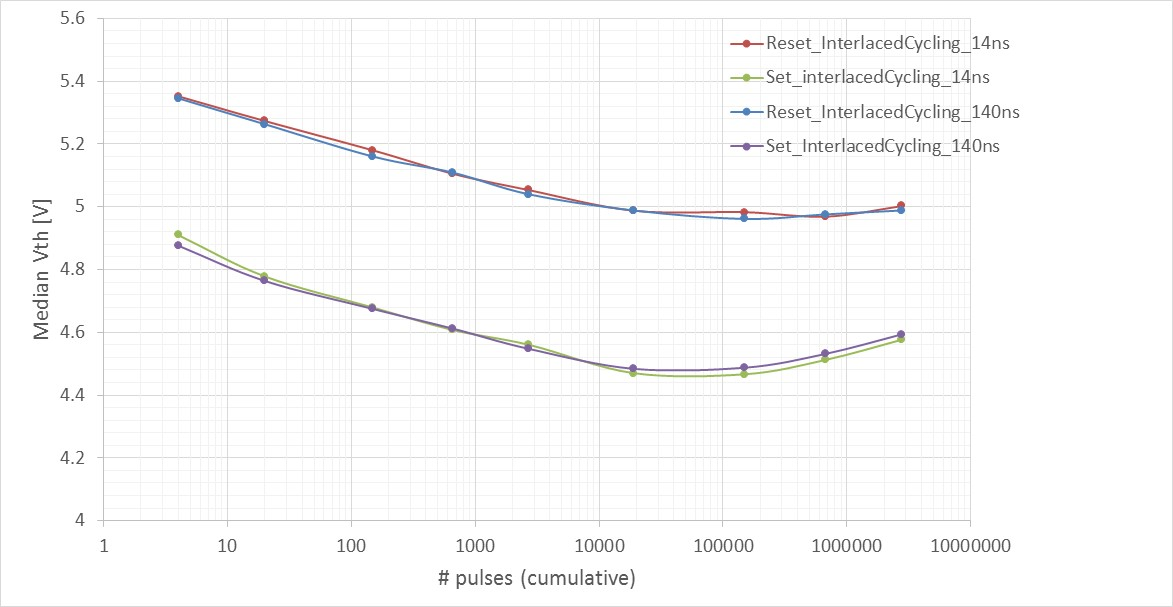 5.6
Reset_InterlacedCycling_14ns
5.4
Set_interlacedCycling_14ns
Reset_InterlacedCycling_140ns
5.2
Set_InterlacedCycling_140ns
5
4.8
4.6
4.4
4.2
4
Median Vth [V]
1 10 100 1000 10000 100000 1000000 10000000
# pulses (cumulative)